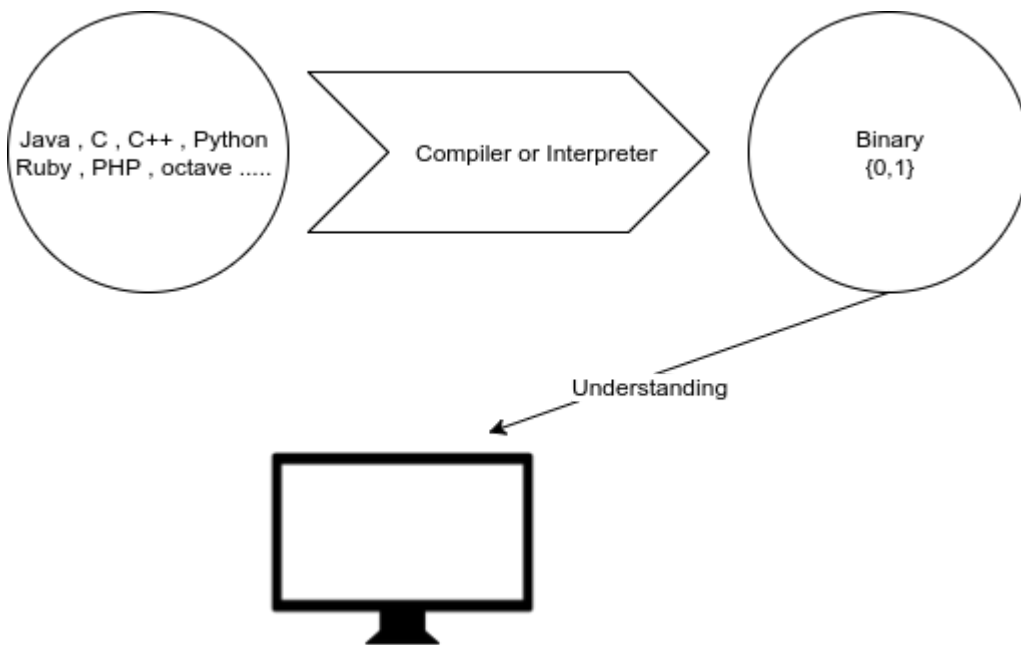 Java , C , C++ , Python
Ruby , PHP , octave .....
Compiler or Interpreter
Binary
{0,1}
Understanding